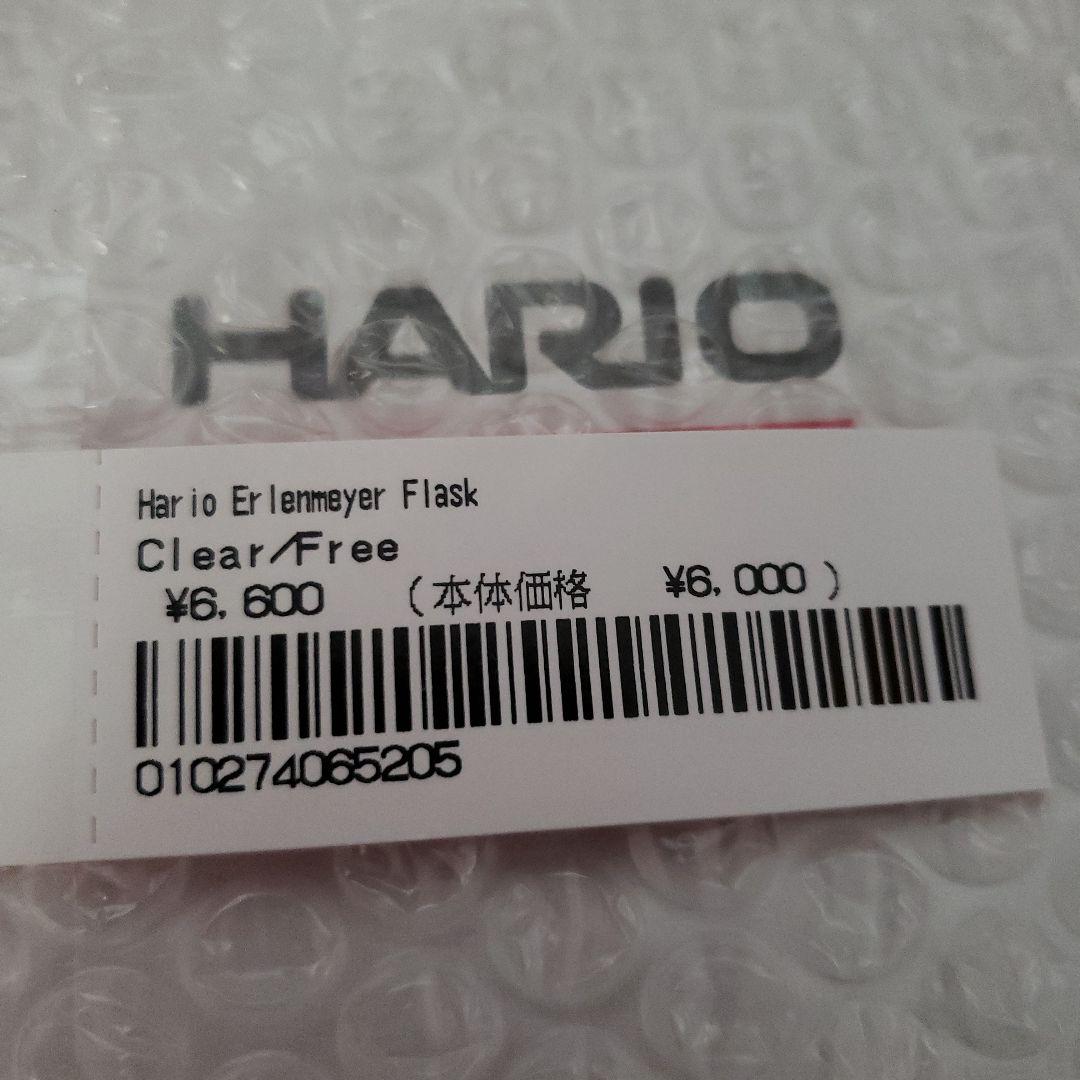 HARIO
Hario Erlenmeyer Flask
Clear/Free
¥6,600 (本体価格 ¥6,000)
010274065205